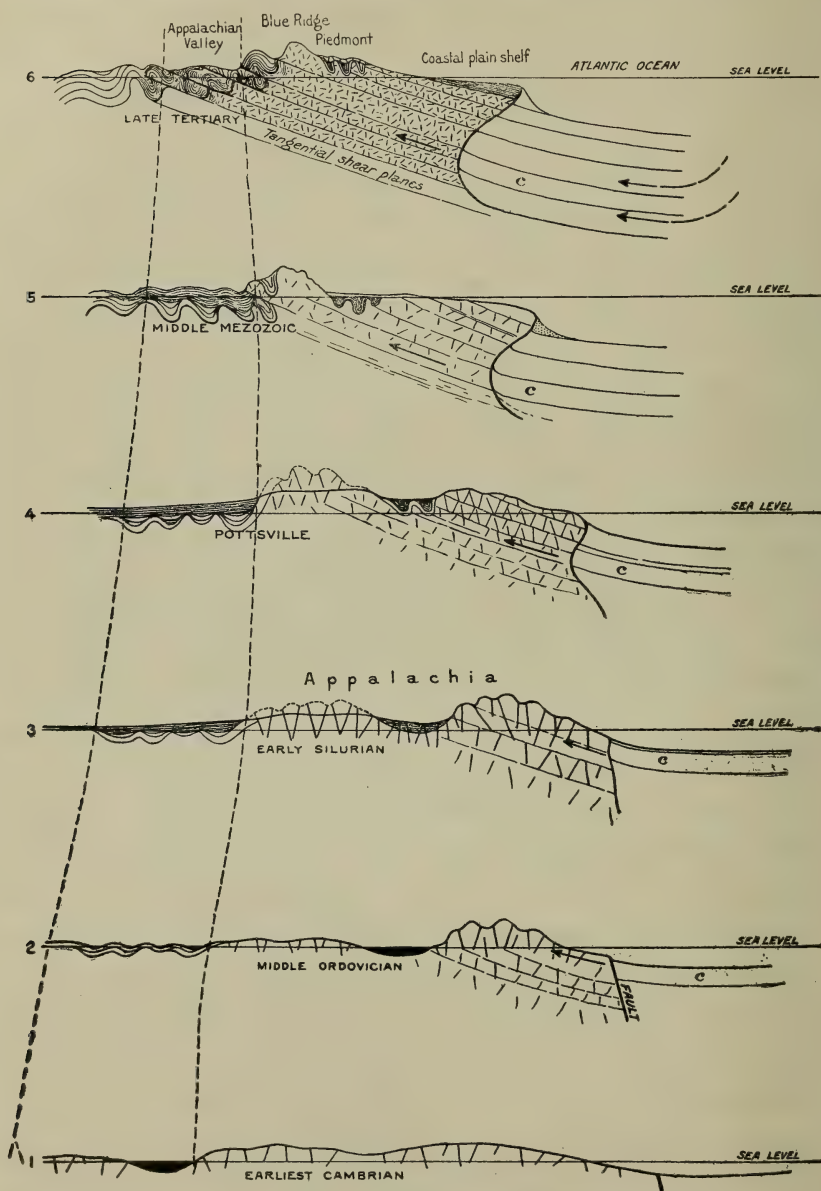 Appalachian
Valley
Blue Ridge
Piedmont
Coastal plain shelf
ATLANTIC OCEAN
SEA LEVEL
6
LATE TERTIARY
Tangential shear planes
C
5
SEA LEVEL
MIDDLE MEZOZOIC
C
4
SEA LEVEL
POTTSVILLE
C
Appalachia
3
SEA LEVEL
EARLY SILURIAN
C
2
SEA LEVEL
MIDDLE ORDOVICIAN
C
FAULT
1
SEA LEVEL
EARLIEST CAMBRIAN